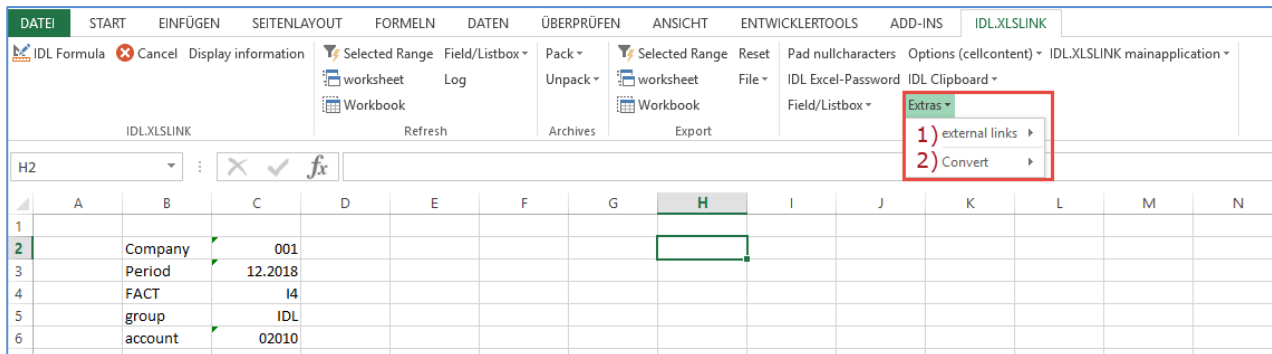 DATEI START EINFÜGEN SEITENLAYOUT FORMELN DATEN ÜBERPRÜFEN ANSICHT ENTWICKLERTOOLS ADD-INS IDL.XLSLINK
IDL Formula Cancel Display information Selected Range Field/Listbox Pack Selected Range Reset Pad nullcharacters Options (cellcontent) IDL.XLSLINK mainapplication
worksheet Log Unpack worksheet File IDL Excel-Password IDL Clipboard
Workbook Workbook Field/Listbox Extras
IDL.XLSLINK Refresh Archives Export
1) external links
2) Convert
H2 fx
A B C D E F G H I J K L M N
1
2 Company 001
3 Period 12.2018
4 FACT I4
5 group IDL
6 account 02010